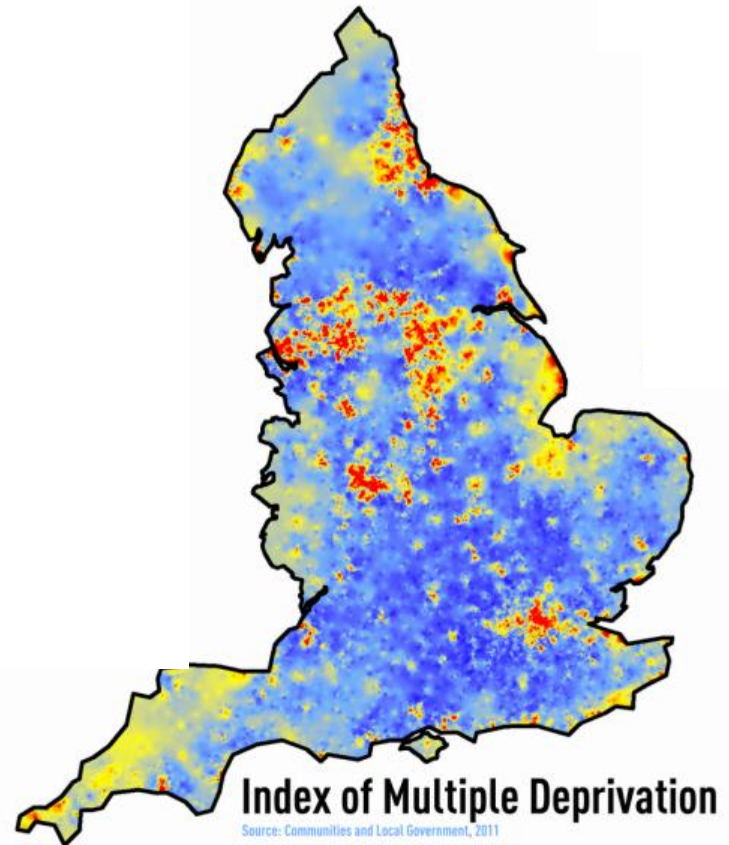 Index of Multiple Deprivation
Source: Communities and Local Government, 2011